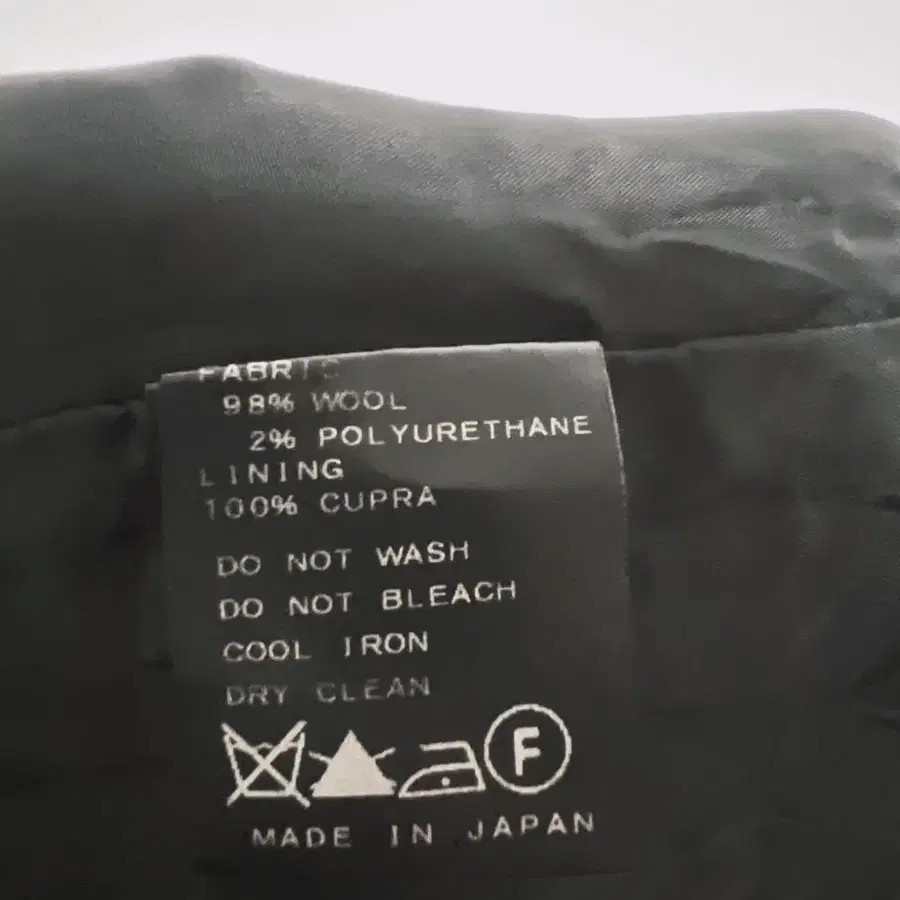 FABRIC
98% WOOL
2% POLYURETHANE
LINING
100% CUPRA
DO NOT WASH
DO NOT BLEACH
COOL IRON
DRY CLEAN
F
MADE IN JAPAN